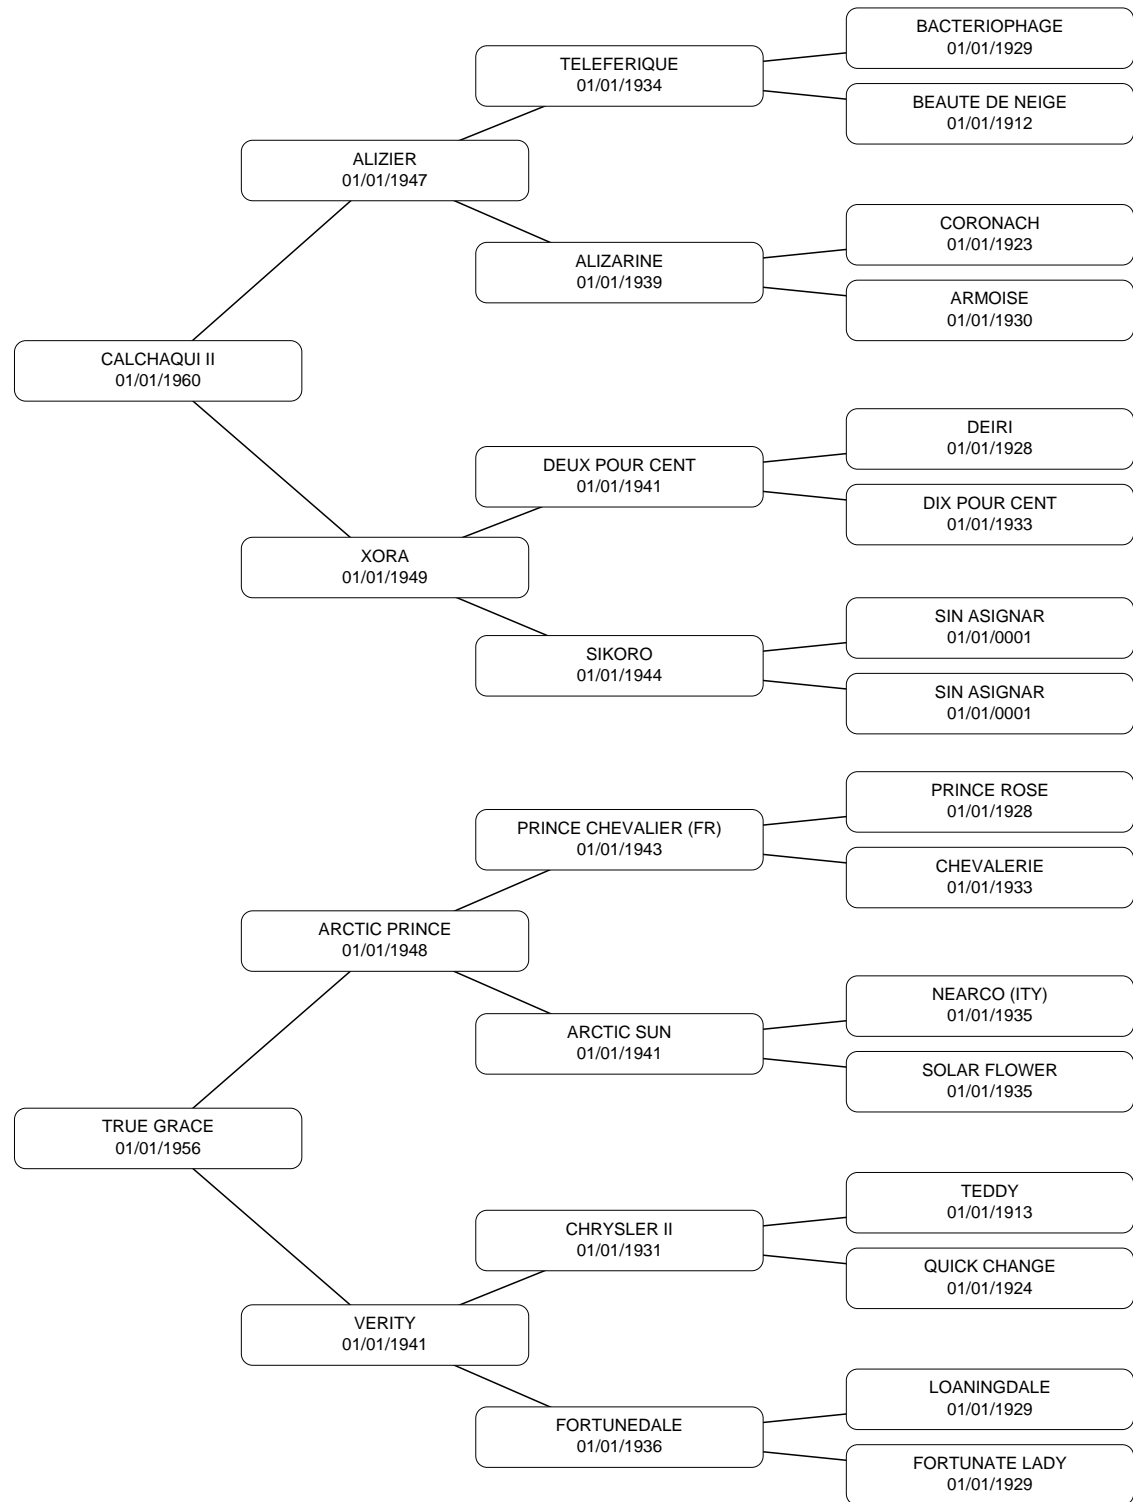 BACTERIOPHAGE
01/01/1929
TELEFERIQUE
01/01/1934
BEAUTE DE NEIGE
01/01/1912
ALIZIER
01/01/1947
CORONACH
01/01/1923
ALIZARINE
01/01/1939
ARMOISE
01/01/1930
CALCHAQUI II
01/01/1960
DEIRI
01/01/1928
DEUX POUR CENT
01/01/1941
DIX POUR CENT
01/01/1933
XORA
01/01/1949
SIN ASIGNAR
01/01/0001
SIKORO
01/01/1944
SIN ASIGNAR
01/01/0001
PRINCE ROSE
01/01/1928
PRINCE CHEVALIER (FR)
01/01/1943
CHEVALERIE
01/01/1933
ARCTIC PRINCE
01/01/1948
NEARCO (ITY)
01/01/1935
ARCTIC SUN
01/01/1941
SOLAR FLOWER
01/01/1935
TRUE GRACE
01/01/1956
TEDDY
01/01/1913
CHRYSLER II
01/01/1931
QUICK CHANGE
01/01/1924
VERITY
01/01/1941
LOANINGDALE
01/01/1929
FORTUNEDALE
01/01/1936
FORTUNATE LADY
01/01/1929